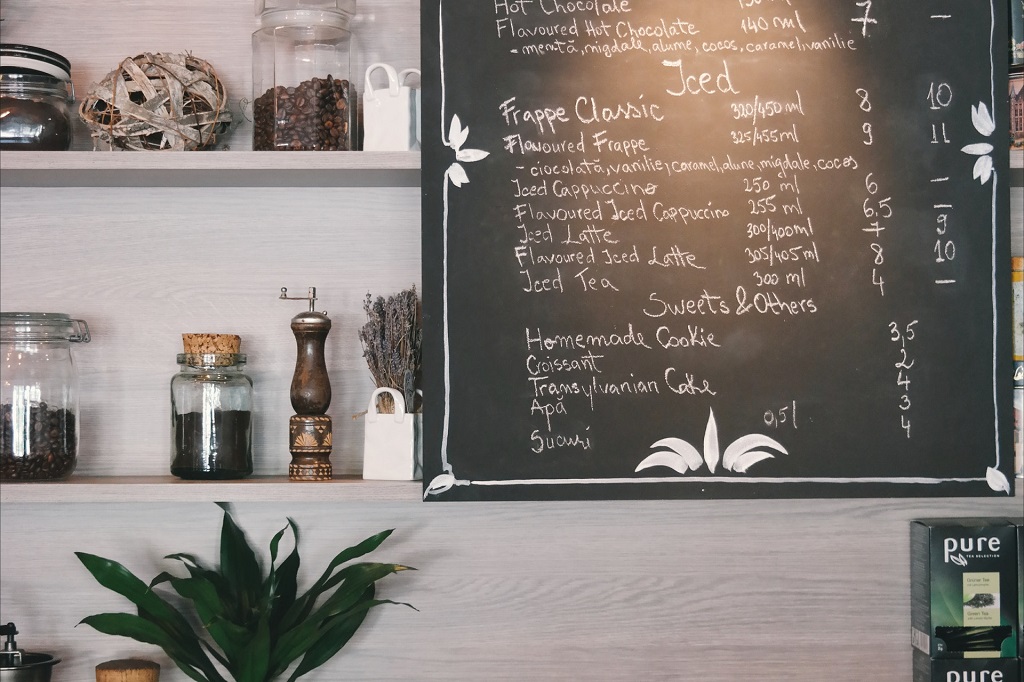 Hot Chocolate
Flavoured Hot Chocolate 140 ml 7 —
- mentă, migdale, alune, cocos, caramel, vanilie
Iced
Frappe Classic 320/450 ml 8 10
Flavoured Frappe 325/455 ml 9 11
- ciocolată, vanilie, caramel, alune, migdale, cocos
Iced Cappuccino 250 ml 6 —
Flavoured Iced Cappuccino 255 ml 6.5 —
Iced Latte 300/400 ml 7 9
Flavoured Iced Latte 305/405 ml 8 10
Iced Tea 300 ml 4 —
Sweets & Others
Homemade Cookie 3,5
Croissant 2
Transylvanian Cake 4
Apă 0,5 l 3
Sucuri 4
pure
TEA SELECTION
Green Tea
pure